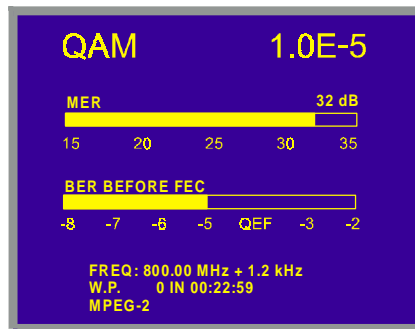 QAM 1.0E-5
MER 32 dB
15 20 25 30 35
BER BEFORE FEC
-8 -7 -6 -5 QEF -3 -2
FREQ: 800.00 MHz + 1.2 kHz
W.P. 0 IN 00:22:59
MPEG-2